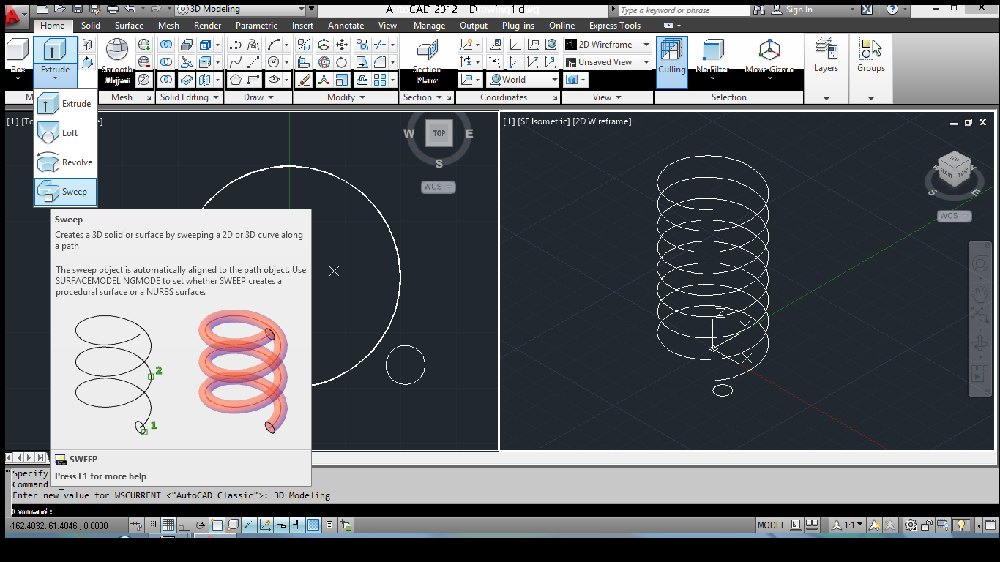 3D Modeling
AutoCAD 2012 Drawing1.dwg
Type a keyword or phrase
Sign In
Home Solid Surface Mesh Render Parametric Insert Annotate View Manage Output Plug-ins Online Express Tools
Box
Extrude
Smooth
Object
Section
Plane
2D Wireframe
Unsaved View
World
Culling
No Filter
Move Gizmo
Layers
Groups
M
Mesh
Solid Editing
Draw
Modify
Section
Coordinates
View
Selection
Extrude
Loft
Revolve
Sweep
[+] [To
e]
W
TOP
E
S
WCS
X
[+] [SE Isometric] [2D Wireframe]
TOP
FRONT
RIGHT
S
E
WCS
Z
Y
X
Sweep
Creates a 3D solid or surface by sweeping a 2D or 3D curve along
a path
The sweep object is automatically aligned to the path object. Use
SURFACEMODELINGMODE to set whether SWEEP creates a
procedural surface or a NURBS surface.
2
1
SWEEP
Press F1 for more help
Specify
Command: _WSCURRENT
Enter new value for WSCURRENT <"AutoCAD Classic">: 3D Modeling
Command:
-162.4032, 61.4046 , 0.0000
MODEL
1:1